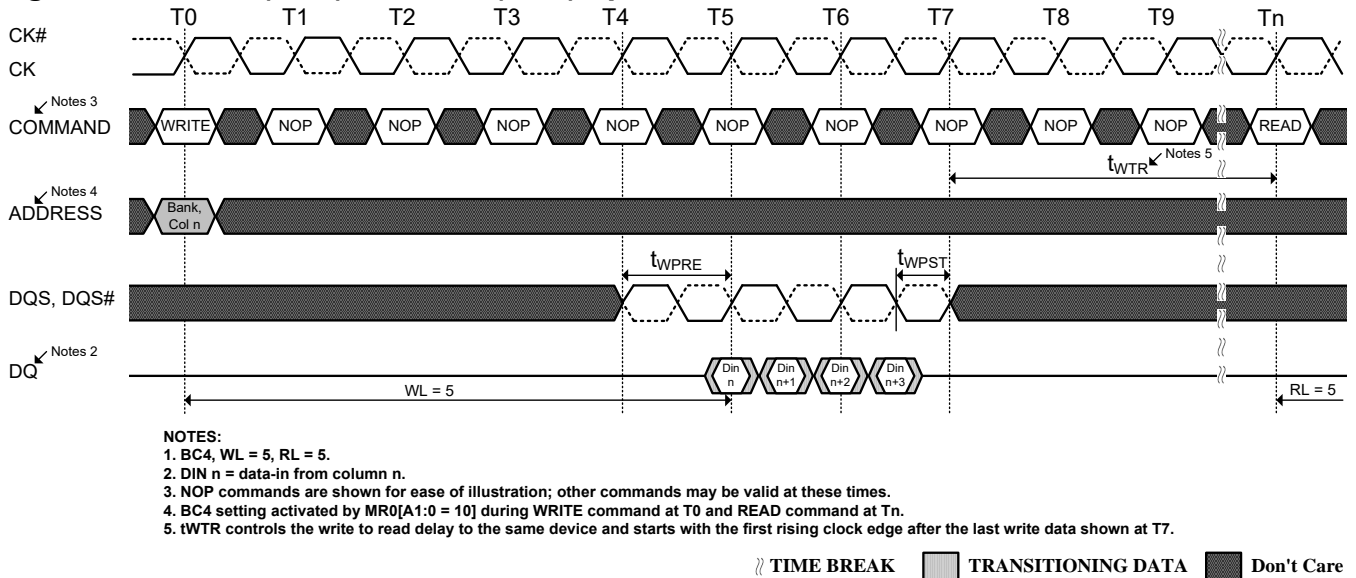 T0 T1 T2 T3 T4 T5 T6 T7 T8 T9 Tn
CK#
CK
Notes 3
COMMAND
WRITE NOP NOP NOP NOP NOP NOP NOP NOP NOP READ
tWTR Notes 5
Notes 4
ADDRESS
Bank,
Col n
tWPRE tWPST
DQS, DQS#
Notes 2
DQ
Din Din Din Din
n n+1 n+2 n+3
WL = 5 RL = 5
NOTES:
1. BC4, WL = 5, RL = 5.
2. DIN n = data-in from column n.
3. NOP commands are shown for ease of illustration; other commands may be valid at these times.
4. BC4 setting activated by MR0[A1:0 = 10] during WRITE command at T0 and READ command at Tn.
5. tWTR controls the write to read delay to the same device and starts with the first rising clock edge after the last write data shown at T7.
TIME BREAK TRANSITIONING DATA Don't Care